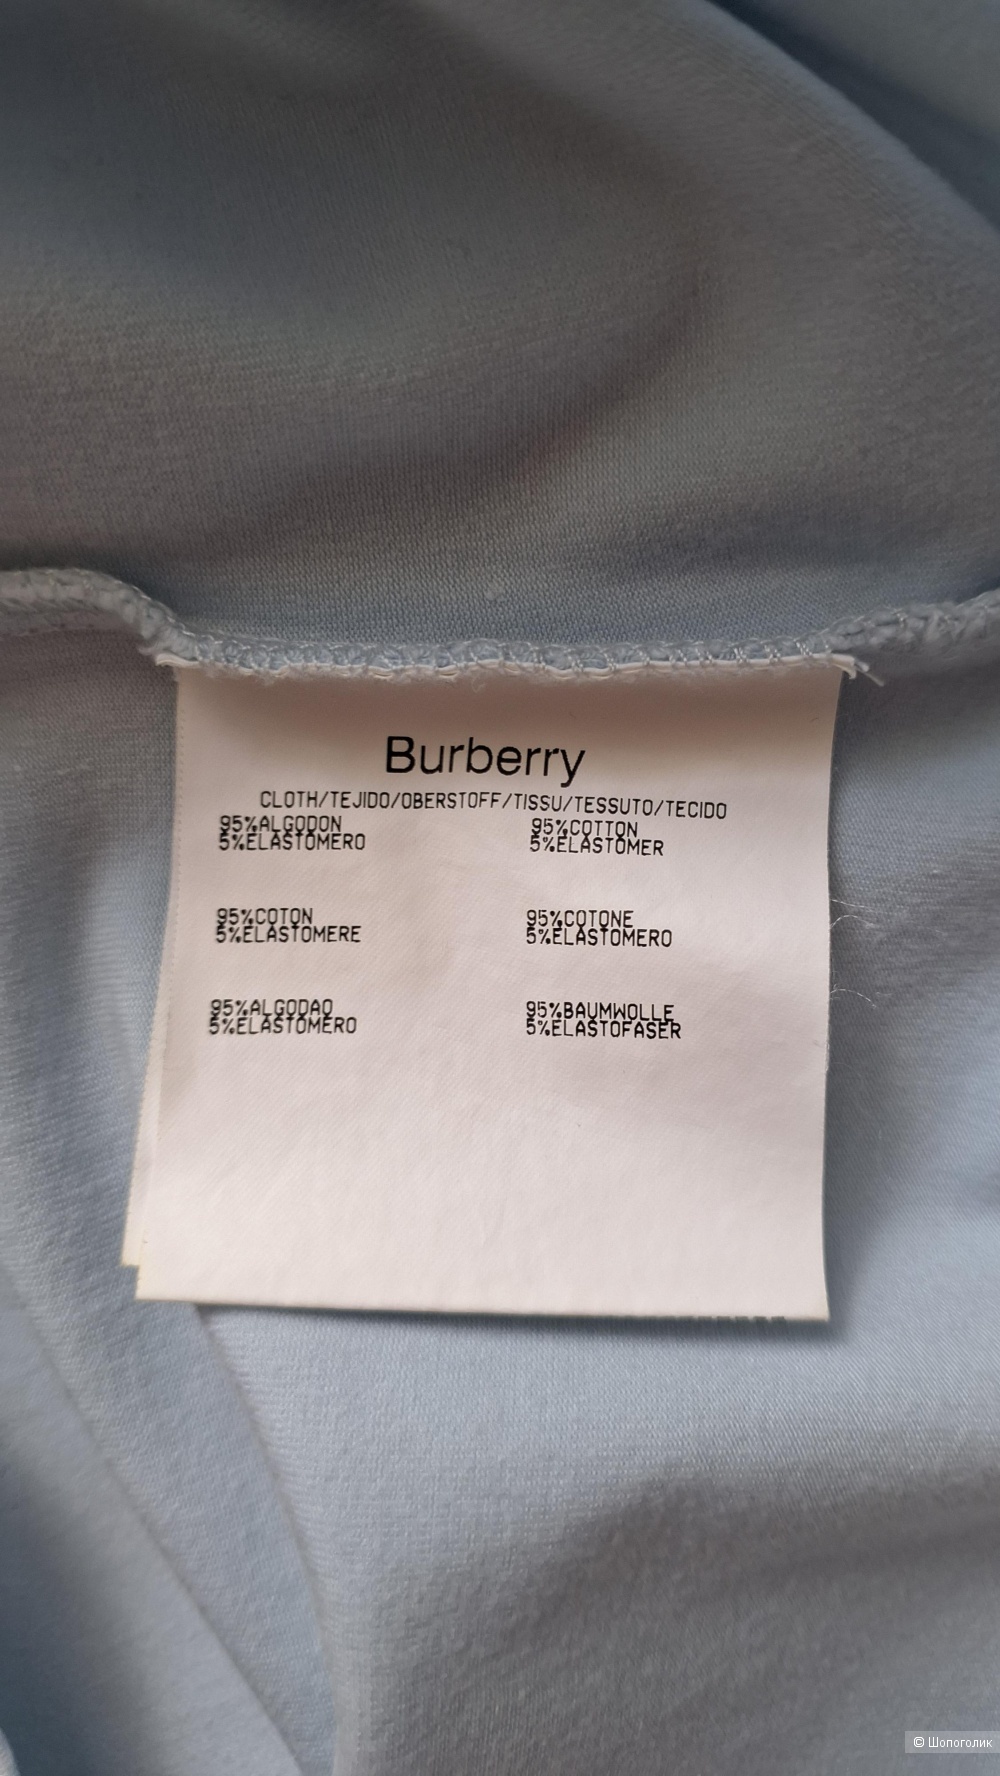 Burberry
CLOTH/TEJIDO/OBERSTOFF/TISSU/TESSUTO/TECIDO
95%ALGODON
5%ELASTOMERO
95%COTTON
5%ELASTOMER
95%COTON
5%ELASTOMERE
95%COTONE
5%ELASTOMERO
95%ALGODAO
5%ELASTOMERO
95%BAUMWOLLE
5%ELASTOFASER
© Шопоголик